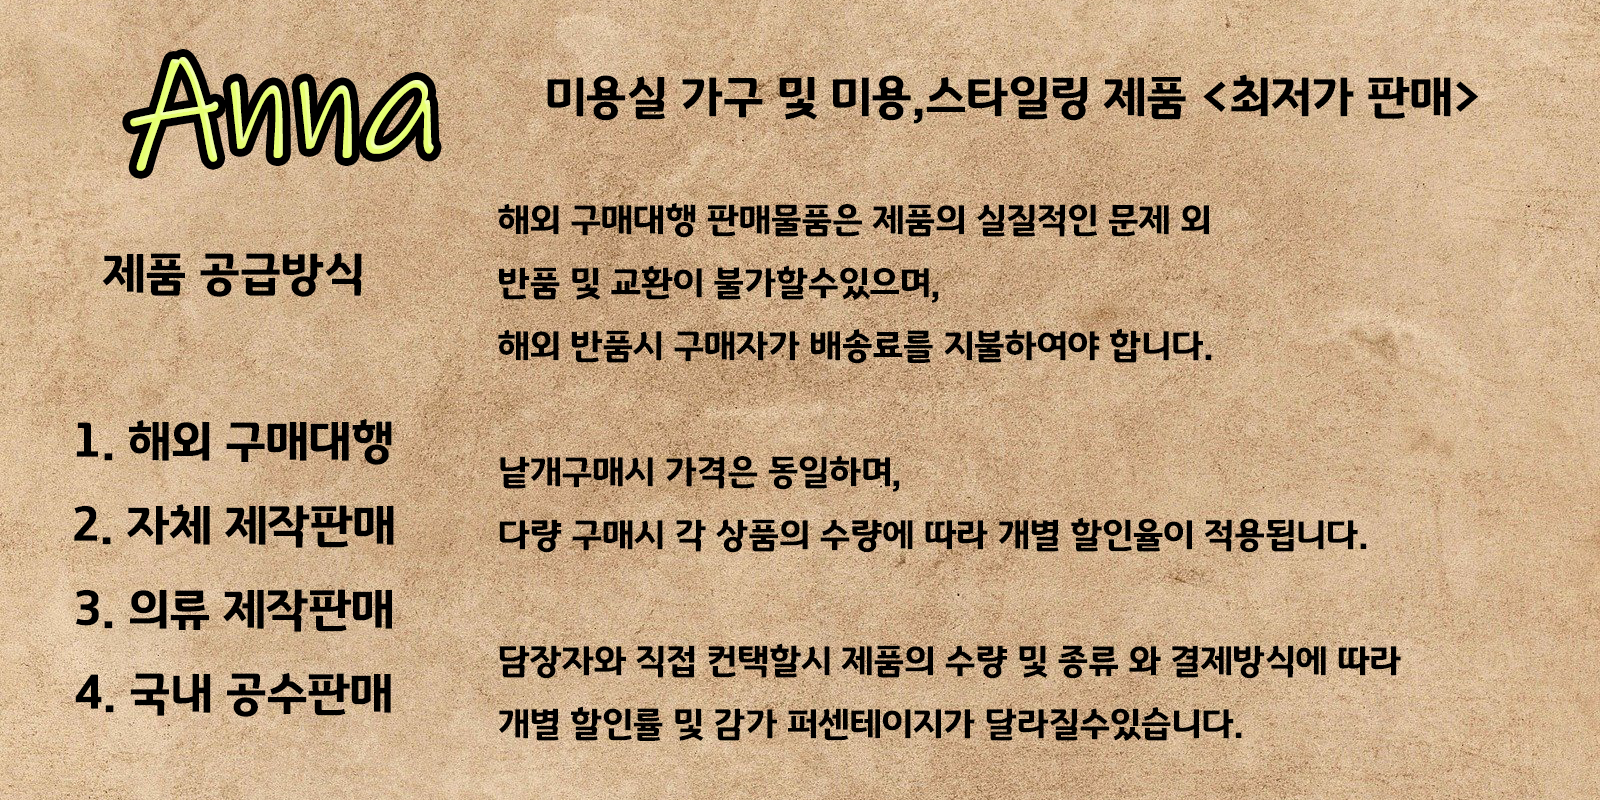 Anna
미용실 가구 및 미용,스타일링 제품 <최저가 판매>
제품 공급방식
1. 해외 구매대행
2. 자체 제작판매
3. 의류 제작판매
4. 국내 공수판매
해외 구매대행 판매물품은 제품의 실질적인 문제 외
반품 및 교환이 불가할수있으며,
해외 반품시 구매자가 배송료를 지불하여야 합니다.
낱개구매시 가격은 동일하며,
다량 구매시 각 상품의 수량에 따라 개별 할인율이 적용됩니다.
담장자와 직접 컨택할시 제품의 수량 및 종류 와 결제방식에 따라
개별 할인률 및 감가 퍼센테이지가 달라질수있습니다.